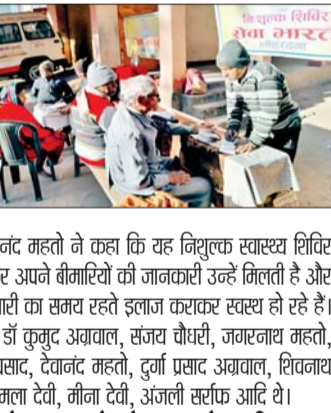 निःशुल्क शिविर
सेवा भारत
लोहरदगा
नंद महतो ने कहा कि यह निशुल्क स्वास्थ्य शिविर
र अपने बीमारियों की जानकारी उन्हें मिलती है और
ारी का समय रहते इलाज कराकर स्वस्थ हो रहे हैं।
डॉ कुमुद अग्रवाल, संजय चौधरी, जगरनाथ महतो,
साद, देवानंद महतो, दुर्गा प्रसाद अग्रवाल, शिवनाथ
मला देवी, मीना देवी, अंजली सर्राफ आदि थे।